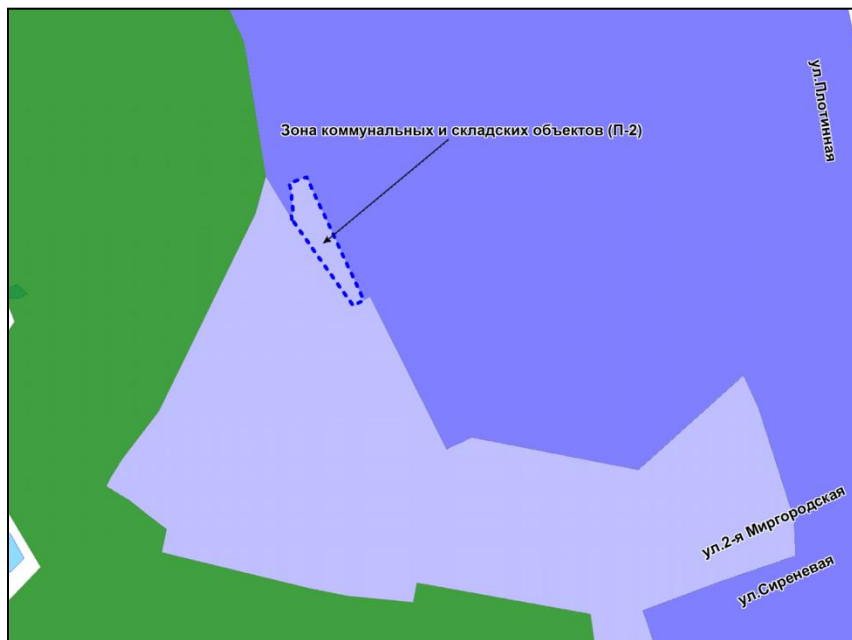 ул.Плотинная
Зона коммунальных и складских объектов (П-2)
ул.2-я Миргородская
ул.Сиреневая